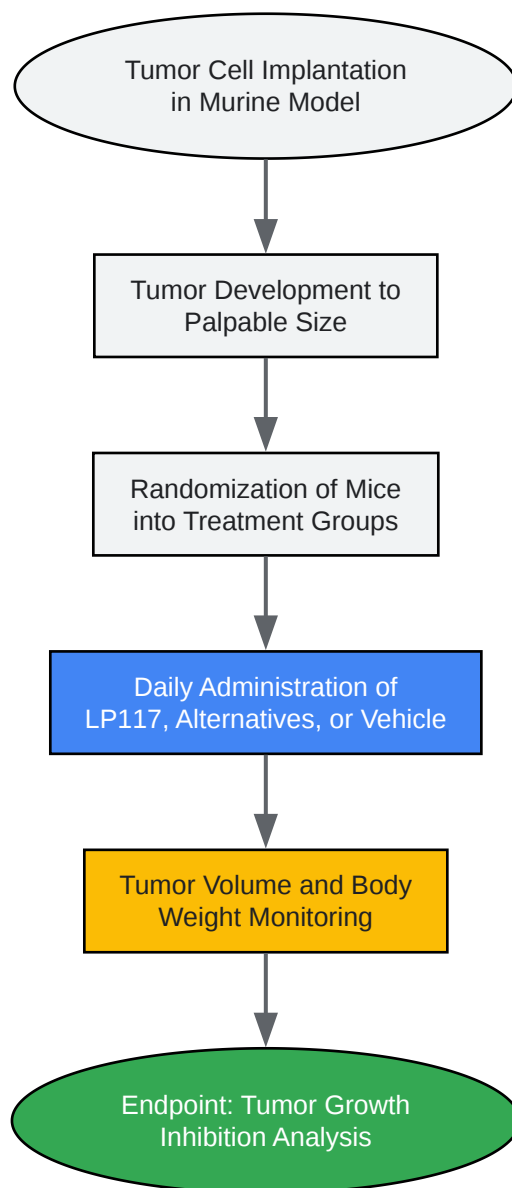 Tumor Cell Implantation
in Murine Model
Tumor Development to
Palpable Size
Randomization of Mice
into Treatment Groups
Daily Administration of
LP117, Alternatives, or Vehicle
Tumor Volume and Body
Weight Monitoring
Endpoint: Tumor Growth
Inhibition Analysis